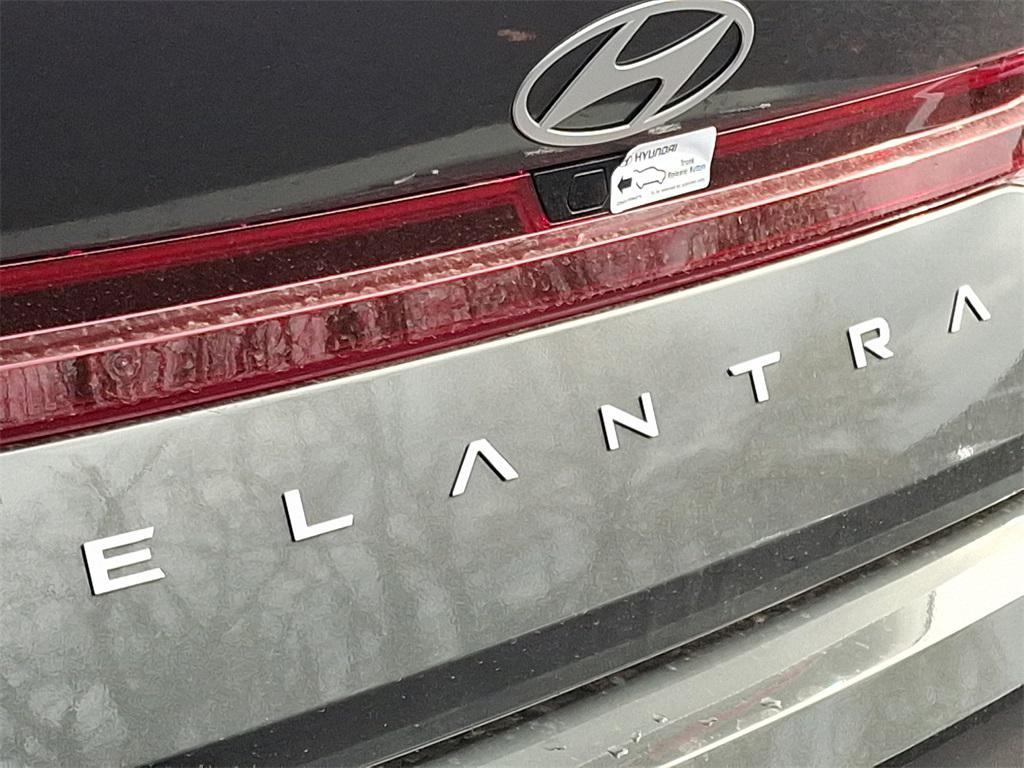 HYUNDAI
Trunk
Release Button
ELANTRA